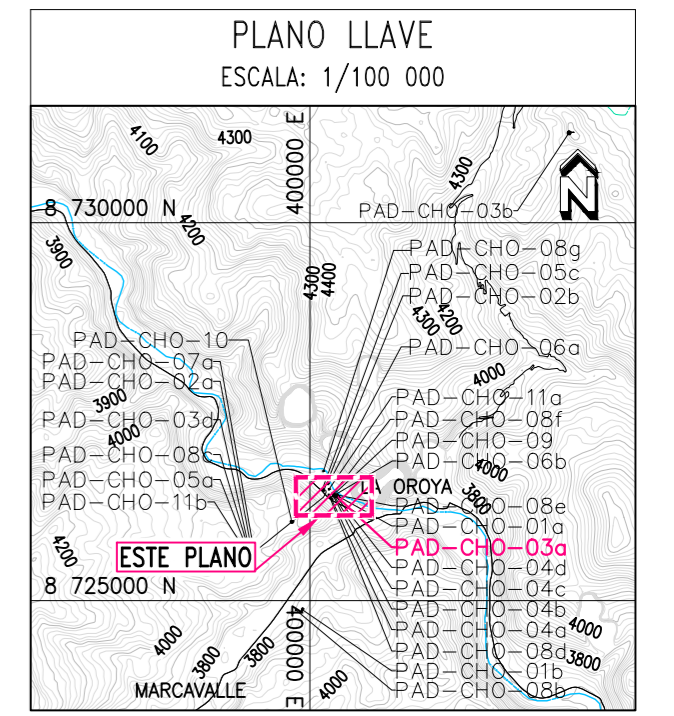 PLANO LLAVE
ESCALA: 1/100 000
4100
4300
400000 E
4300
N
PAD-CHO-03b
8 730000 N
4200
3900
PAD-CHO-08g
PAD-CHO-05c
PAD-CHO-02b
4300
4400
4300
4200
PAD-CHO-10
PAD-CHO-06a
PAD-CHO-07a
PAD-CHO-02a
4000
3900
PAD-CHO-11a
PAD-CHO-03d
PAD-CHO-08f
4000
PAD-CHO-09
PAD-CHO-08
PAD-CHO-06b
4000
PAD-CHO-05a
LA OROYA
3800
PAD-CHO-11b
PAD-CHO-08e
PAD-CHO-01a
4200
ESTE PLANO
PAD-CHO-03a
PAD-CHO-04d
8 725000 N
PAD-CHO-04c
PAD-CHO-04b
400000 E
PAD-CHO-04a
4000
4000
3800
3800
PAD-CHO-08d
3800
PAD-CHO-01b
MARCAVALLE
4000
PAD-CHO-08b